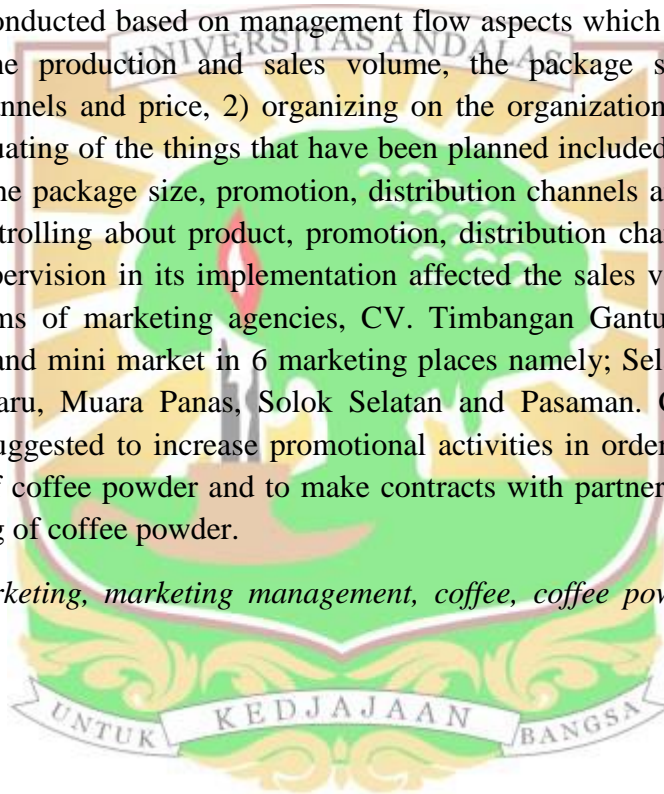 onducted based on management flow aspects which
UNIVERSITAS ANDALAS
ne production and sales volume, the package s
nnels and price, 2) organizing on the organization
uating of the things that have been planned included
he package size, promotion, distribution channels a
trolling about product, promotion, distribution cha
pervision in its implementation affected the sales v
ms of marketing agencies, CV. Timbangan Gantu
and mini market in 6 marketing places namely; Sel
aru, Muara Panas, Solok Selatan and Pasaman. C
suggested to increase promotional activities in order
f coffee powder and to make contracts with partner
g of coffee powder.
rketing, marketing management, coffee, coffee pow
UNTUK KEDJAJAAN BANGSA